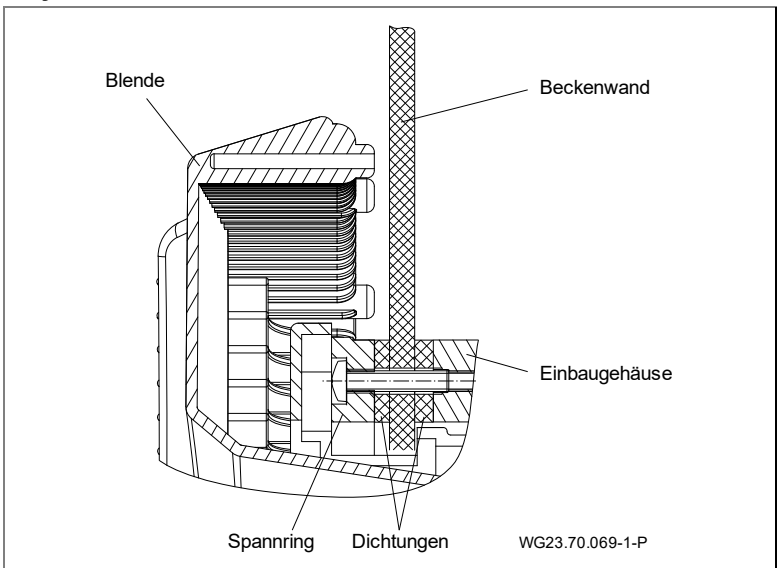 Blende
Beckenwand
Einbaugehäuse
Spannring
Dichtungen
WG23.70.069-1-P